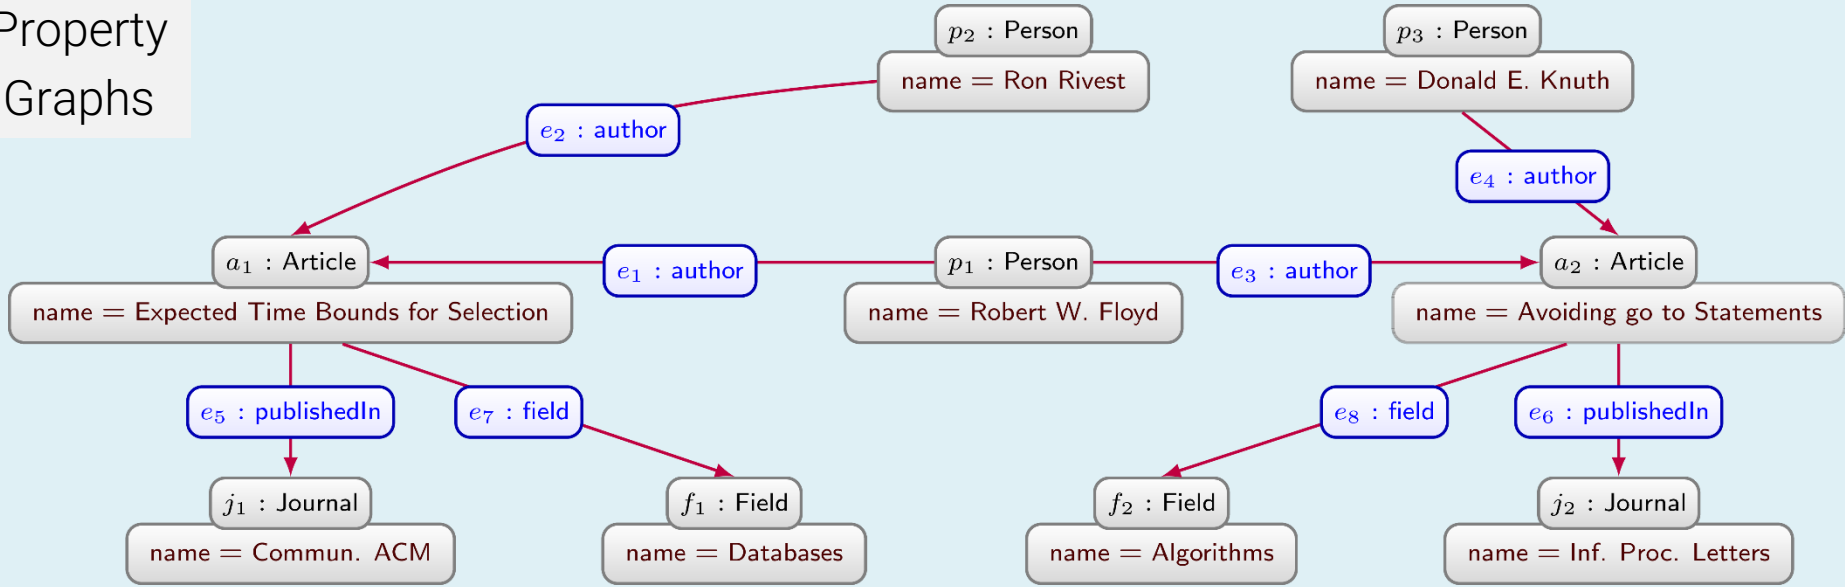 Property
Graphs
p₂ : Person
name = Ron Rivest
p₃ : Person
name = Donald E. Knuth
e₂ : author
e₄ : author
a₁ : Article
name = Expected Time Bounds for Selection
e₁ : author
p₁ : Person
name = Robert W. Floyd
e₃ : author
a₂ : Article
name = Avoiding go to Statements
e₅ : publishedIn
e₇ : field
e₈ : field
e₆ : publishedIn
j₁ : Journal
name = Commun. ACM
f₁ : Field
name = Databases
f₂ : Field
name = Algorithms
j₂ : Journal
name = Inf. Proc. Letters